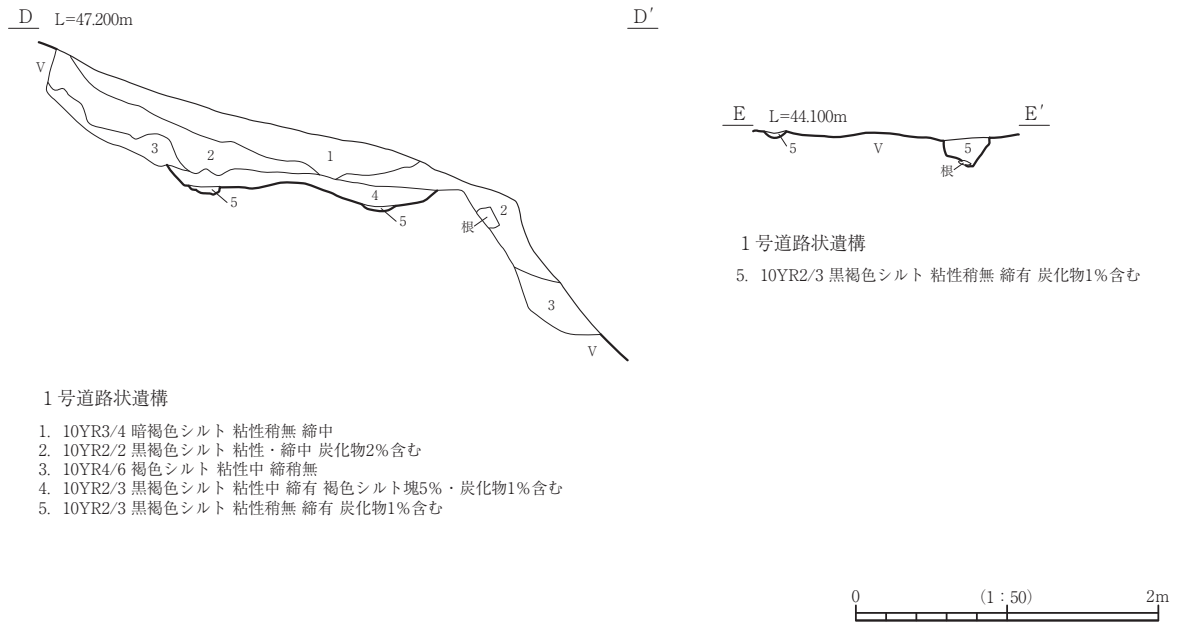 D L=47.200m D′
V
3 2 1
5 4
5
根 2
3
V
E L=44.100m E′
5 V 5
根
1号道路状遺構
5. 10YR2/3 黒褐色シルト 粘性稍無 締有 炭化物1%含む
1号道路状遺構
1. 10YR3/4 暗褐色シルト 粘性稍無 締中
2. 10YR2/2 黒褐色シルト 粘性・締中 炭化物2%含む
3. 10YR4/6 褐色シルト 粘性中 締稍無
4. 10YR2/3 黒褐色シルト 粘性中 締有 褐色シルト塊5%・炭化物1%含む
5. 10YR2/3 黒褐色シルト 粘性稍無 締有 炭化物1%含む
0 (1：50) 2m